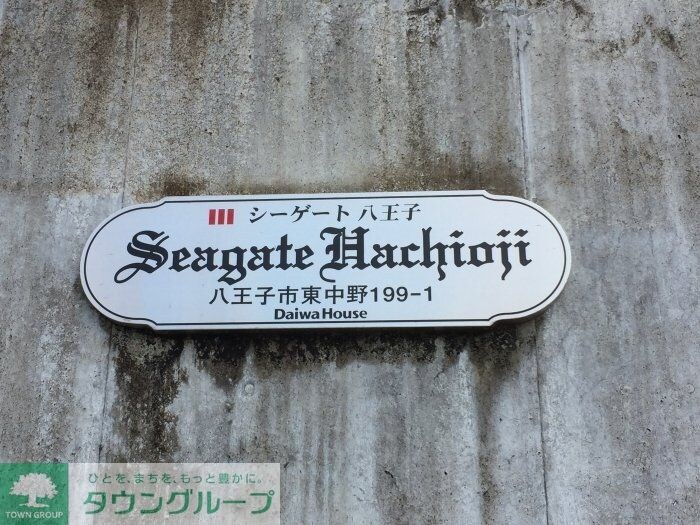 シーゲート 八王子
Seagate Hachioji
八王子市東中野199-1
DaiwaHouse
ひとを、まちを、もっと豊かに。
タウングループ
TOWN GROUP